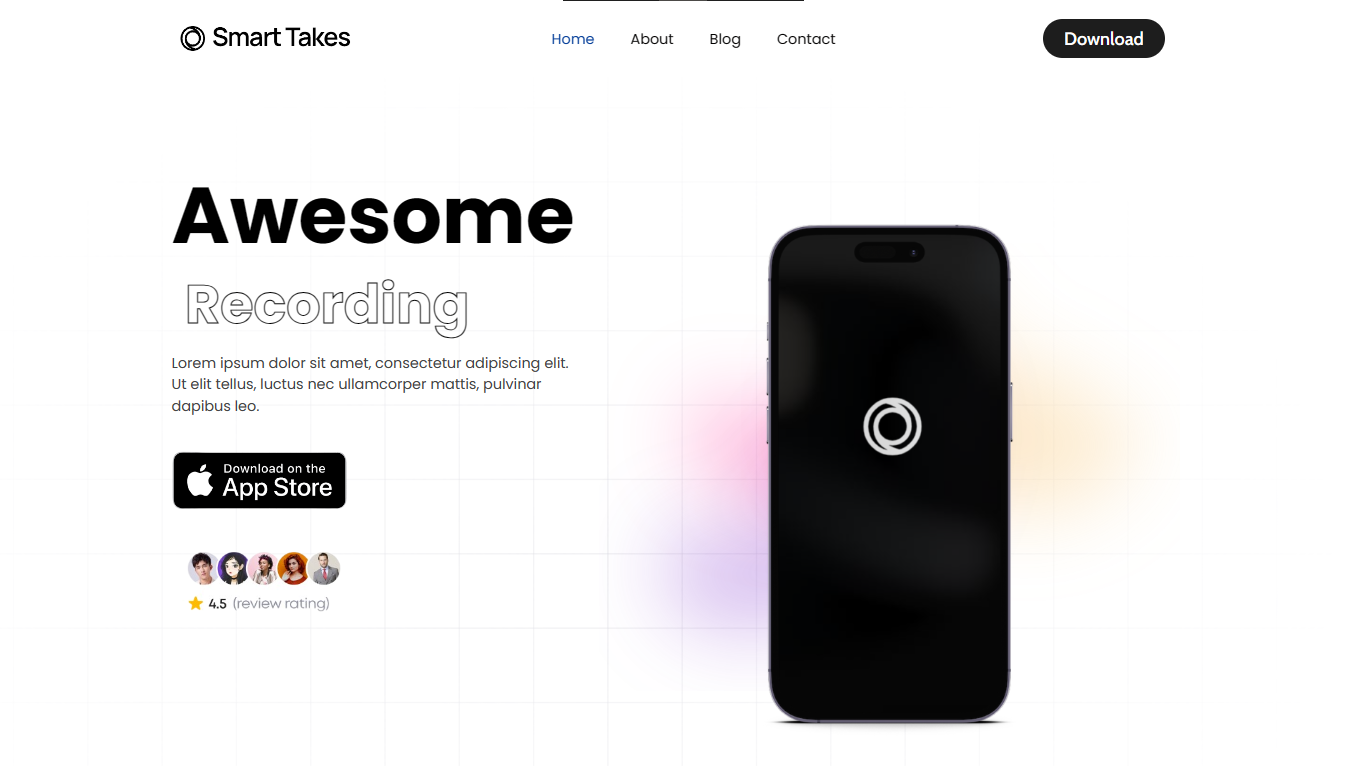 Smart Takes
Home
About
Blog
Contact
Download
Awesome
Recording
Lorem ipsum dolor sit amet, consectetur adipiscing elit.
Ut elit tellus, luctus nec ullamcorper mattis, pulvinar
dapibus leo.
Download on the
App Store
4.5 (review rating)